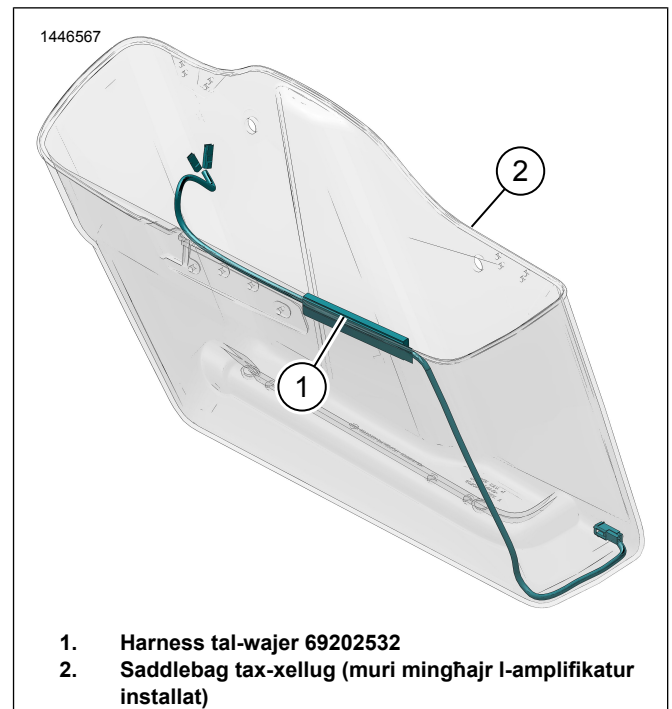 1446567
2
1
1. Harness tal-wajer 69202532
2. Saddlebag tax-xellug (muri mingħajr l-amplifikatur
installat)